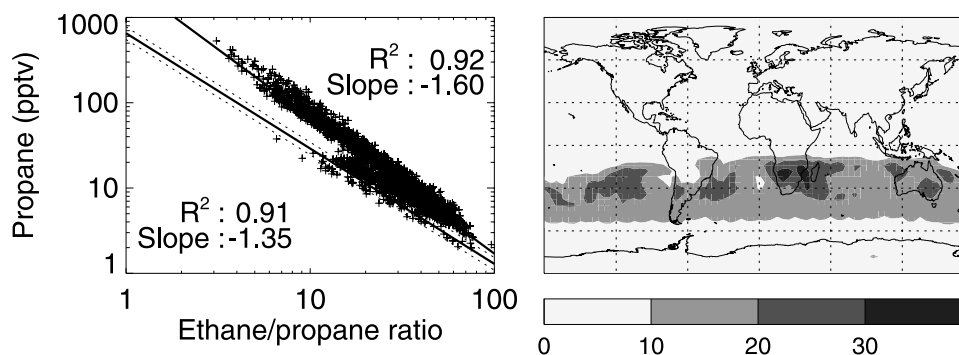 Propane (pptv)
1000
100
10
1
R² : 0.92
Slope : -1.60
R² : 0.91
Slope : -1.35
1
10
100
Ethane/propane ratio
0
10
20
30